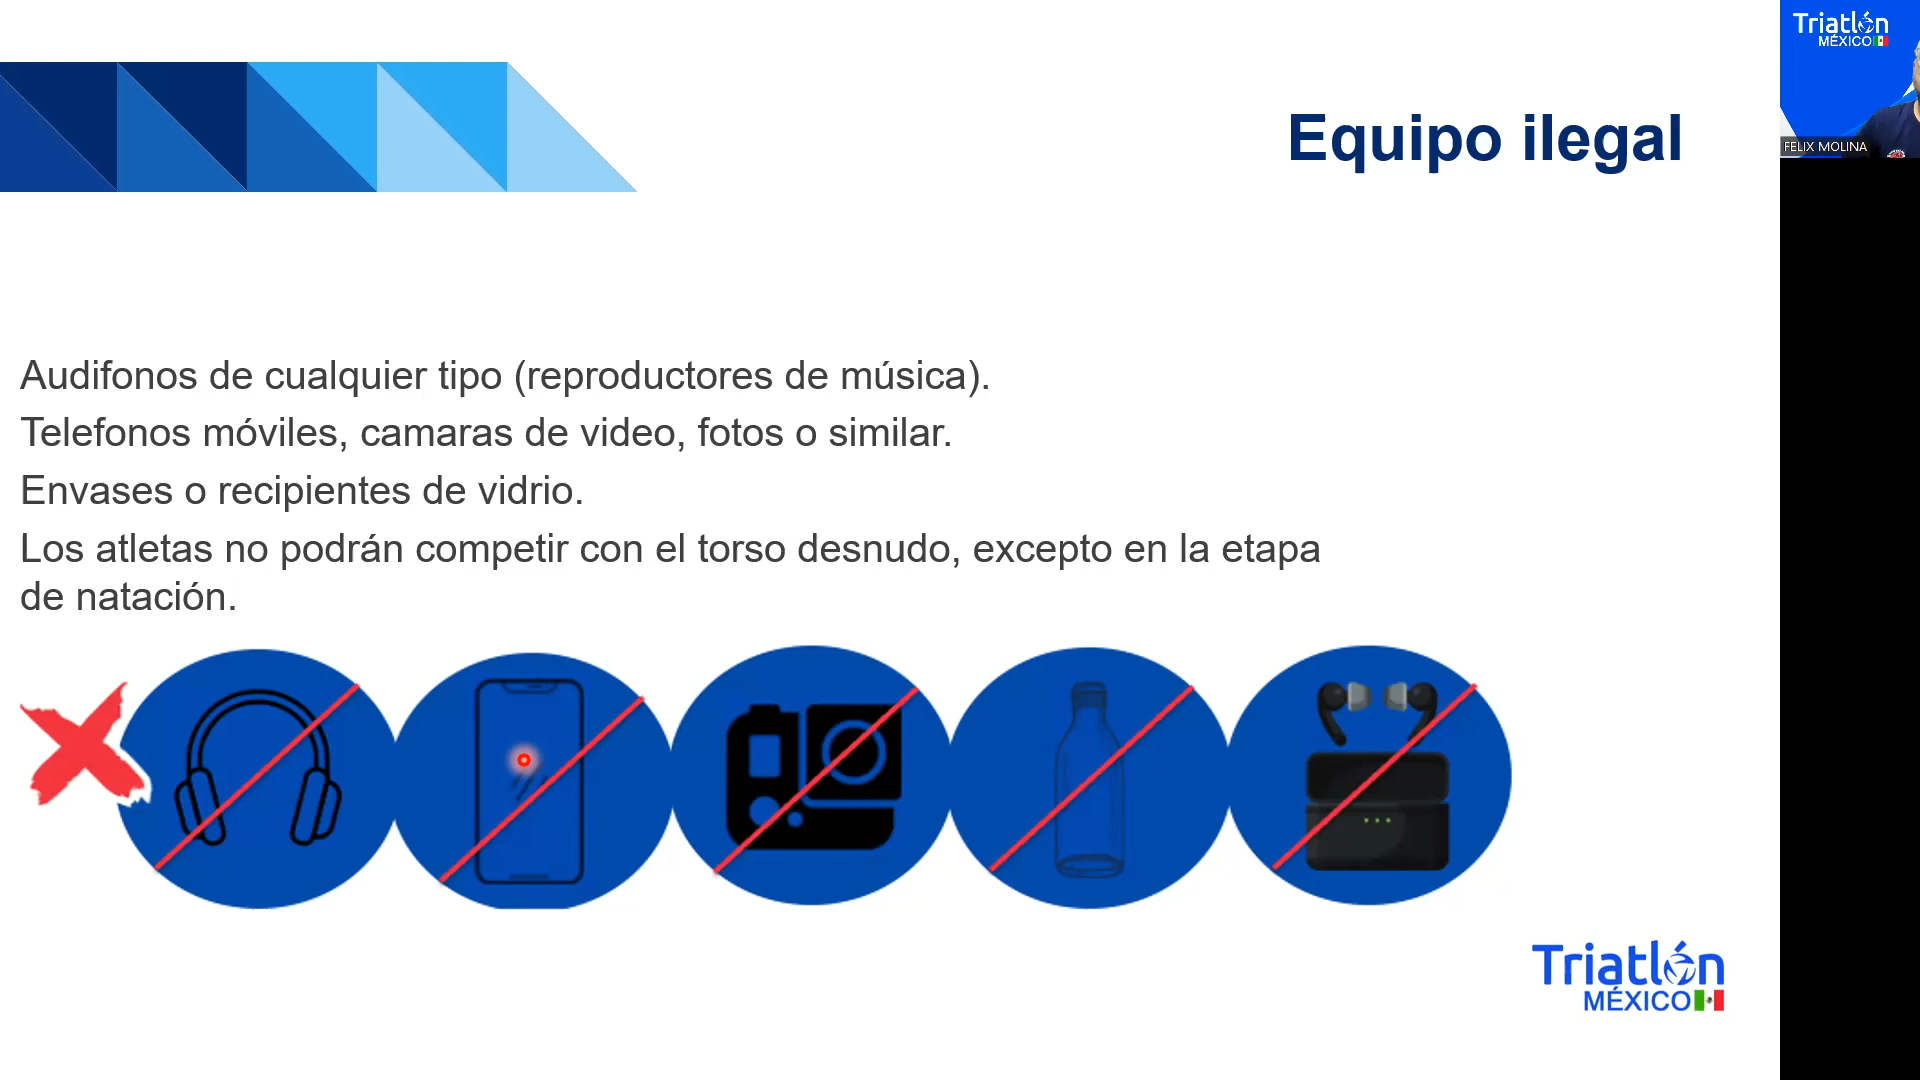 Triatlón
MÉXICO
FELIX MOLINA
Equipo ilegal
Audifonos de cualquier tipo (reproductores de música).
Telefonos móviles, camaras de video, fotos o similar.
Envases o recipientes de vidrio.
Los atletas no podrán competir con el torso desnudo, excepto en la etapa
de natación.
Triatlón
MÉXICO